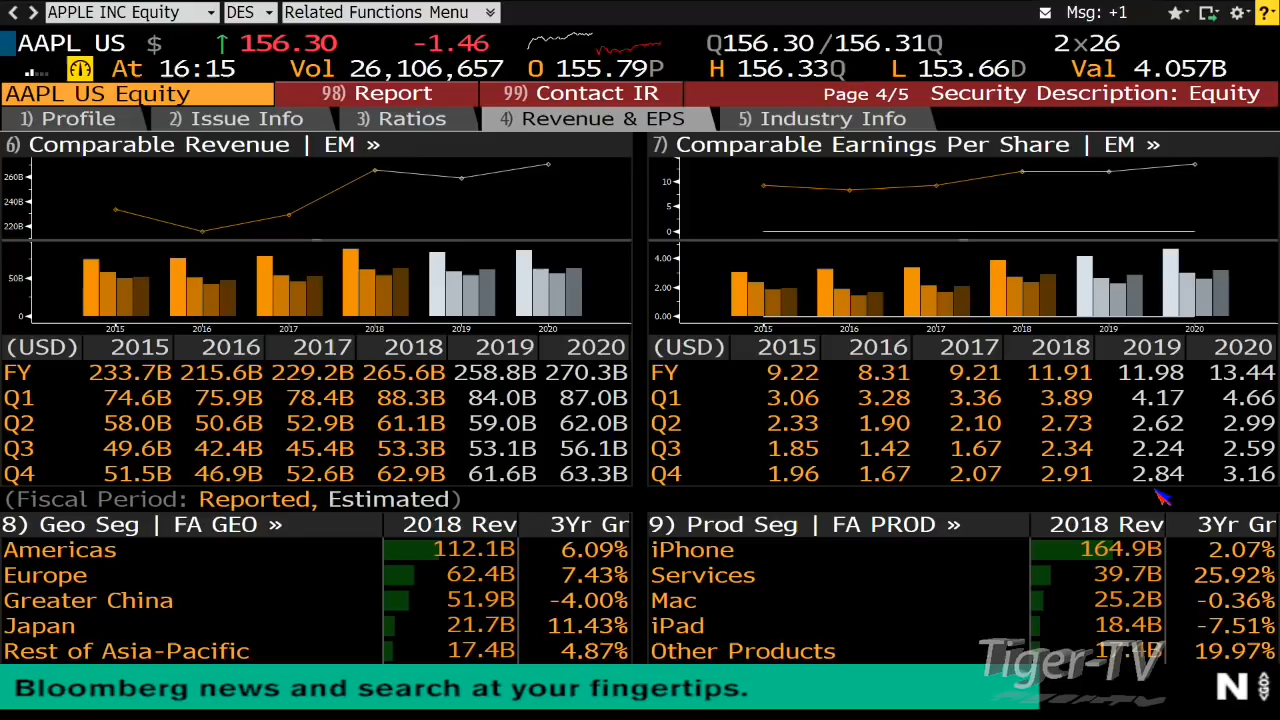 APPLE INC Equity DES Related Functions Menu Msg: +1 ?
AAPL US $ ↑ 156.30 -1.46 Q156.30 / 156.31Q 2×26
At 16:15 Vol 26,106,657 O 155.79P H 156.33Q L 153.66D Val 4.057B
AAPL US Equity 98) Report 99) Contact IR Page 4/5 Security Description: Equity
1) Profile 2) Issue Info 3) Ratios 4) Revenue & EPS 5) Industry Info
6) Comparable Revenue | EM »
260B
240B
220B
50B
0
2015 2016 2017 2018 2019 2020
(USD) 2015 2016 2017 2018 2019 2020
FY 233.7B 215.6B 229.2B 265.6B 258.8B 270.3B
Q1 74.6B 75.9B 78.4B 88.3B 84.0B 87.0B
Q2 58.0B 50.6B 52.9B 61.1B 59.0B 62.0B
Q3 49.6B 42.4B 45.4B 53.3B 53.1B 56.1B
Q4 51.5B 46.9B 52.6B 62.9B 61.6B 63.3B
(Fiscal Period: Reported, Estimated)
7) Comparable Earnings Per Share | EM »
10
5
0
4.00
2.00
0.00
2015 2016 2017 2018 2019 2020
(USD) 2015 2016 2017 2018 2019 2020
FY 9.22 8.31 9.21 11.91 11.98 13.44
Q1 3.06 3.28 3.36 3.89 4.17 4.66
Q2 2.33 1.90 2.10 2.73 2.62 2.99
Q3 1.85 1.42 1.67 2.34 2.24 2.59
Q4 1.96 1.67 2.07 2.91 2.84 3.16
8) Geo Seg | FA GEO » 2018 Rev 3Yr Gr
Americas 112.1B 6.09%
Europe 62.4B 7.43%
Greater China 51.9B -4.00%
Japan 21.7B 11.43%
Rest of Asia-Pacific 17.4B 4.87%
9) Prod Seg | FA PROD » 2018 Rev 3Yr Gr
iPhone 164.9B 2.07%
Services 39.7B 25.92%
Mac 25.2B -0.36%
iPad 18.4B -7.51%
Other Products 17.4B 19.97%
Tiger-TV
Bloomberg news and search at your fingertips.
N